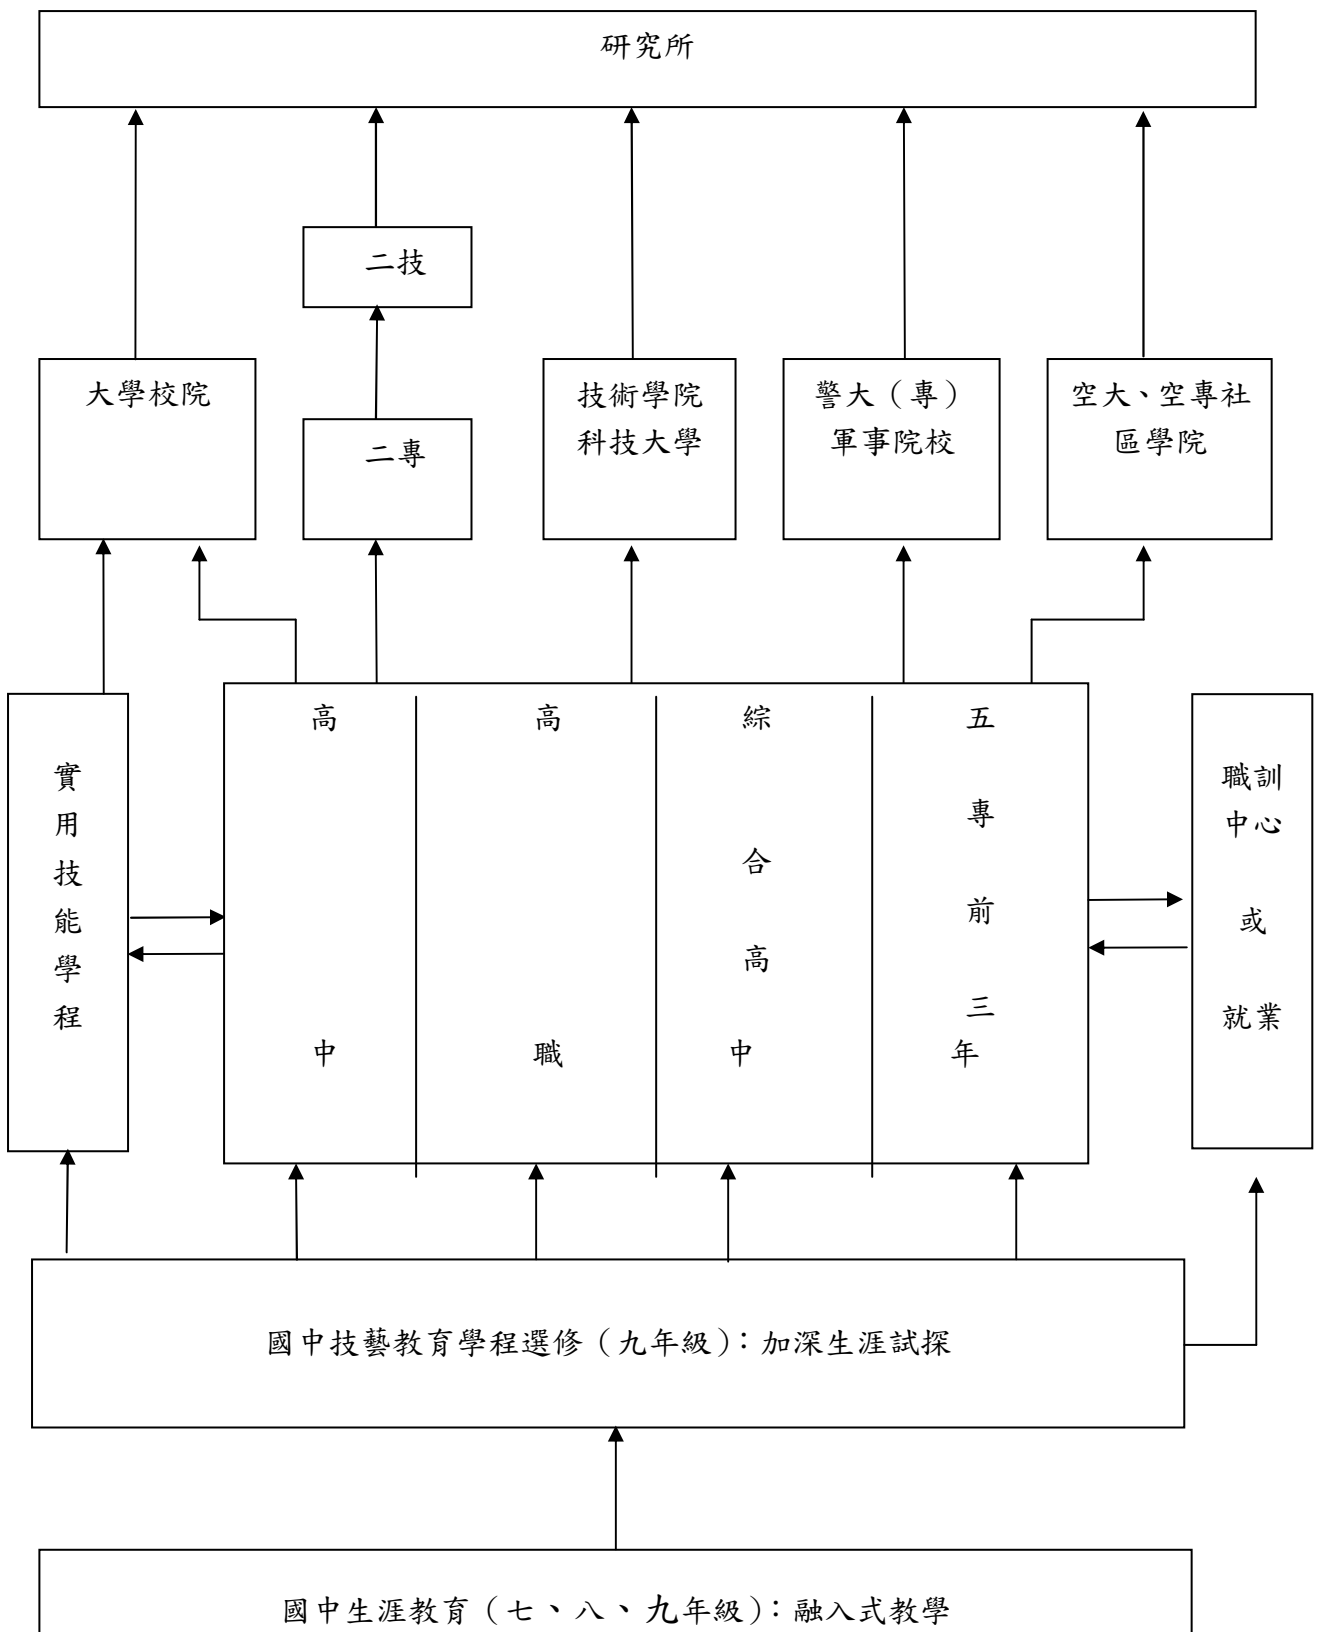 研究所
二技
大學校院
二專
技術學院
科技大學
警大（專）
軍事院校
空大、空專社
區學院
實用技能學程
高中
高職
綜合高中
五專前三年
職訓
中心
或
就業
國中技藝教育學程選修（九年級）：加深生涯試探
國中生涯教育（七、八、九年級）：融入式教學